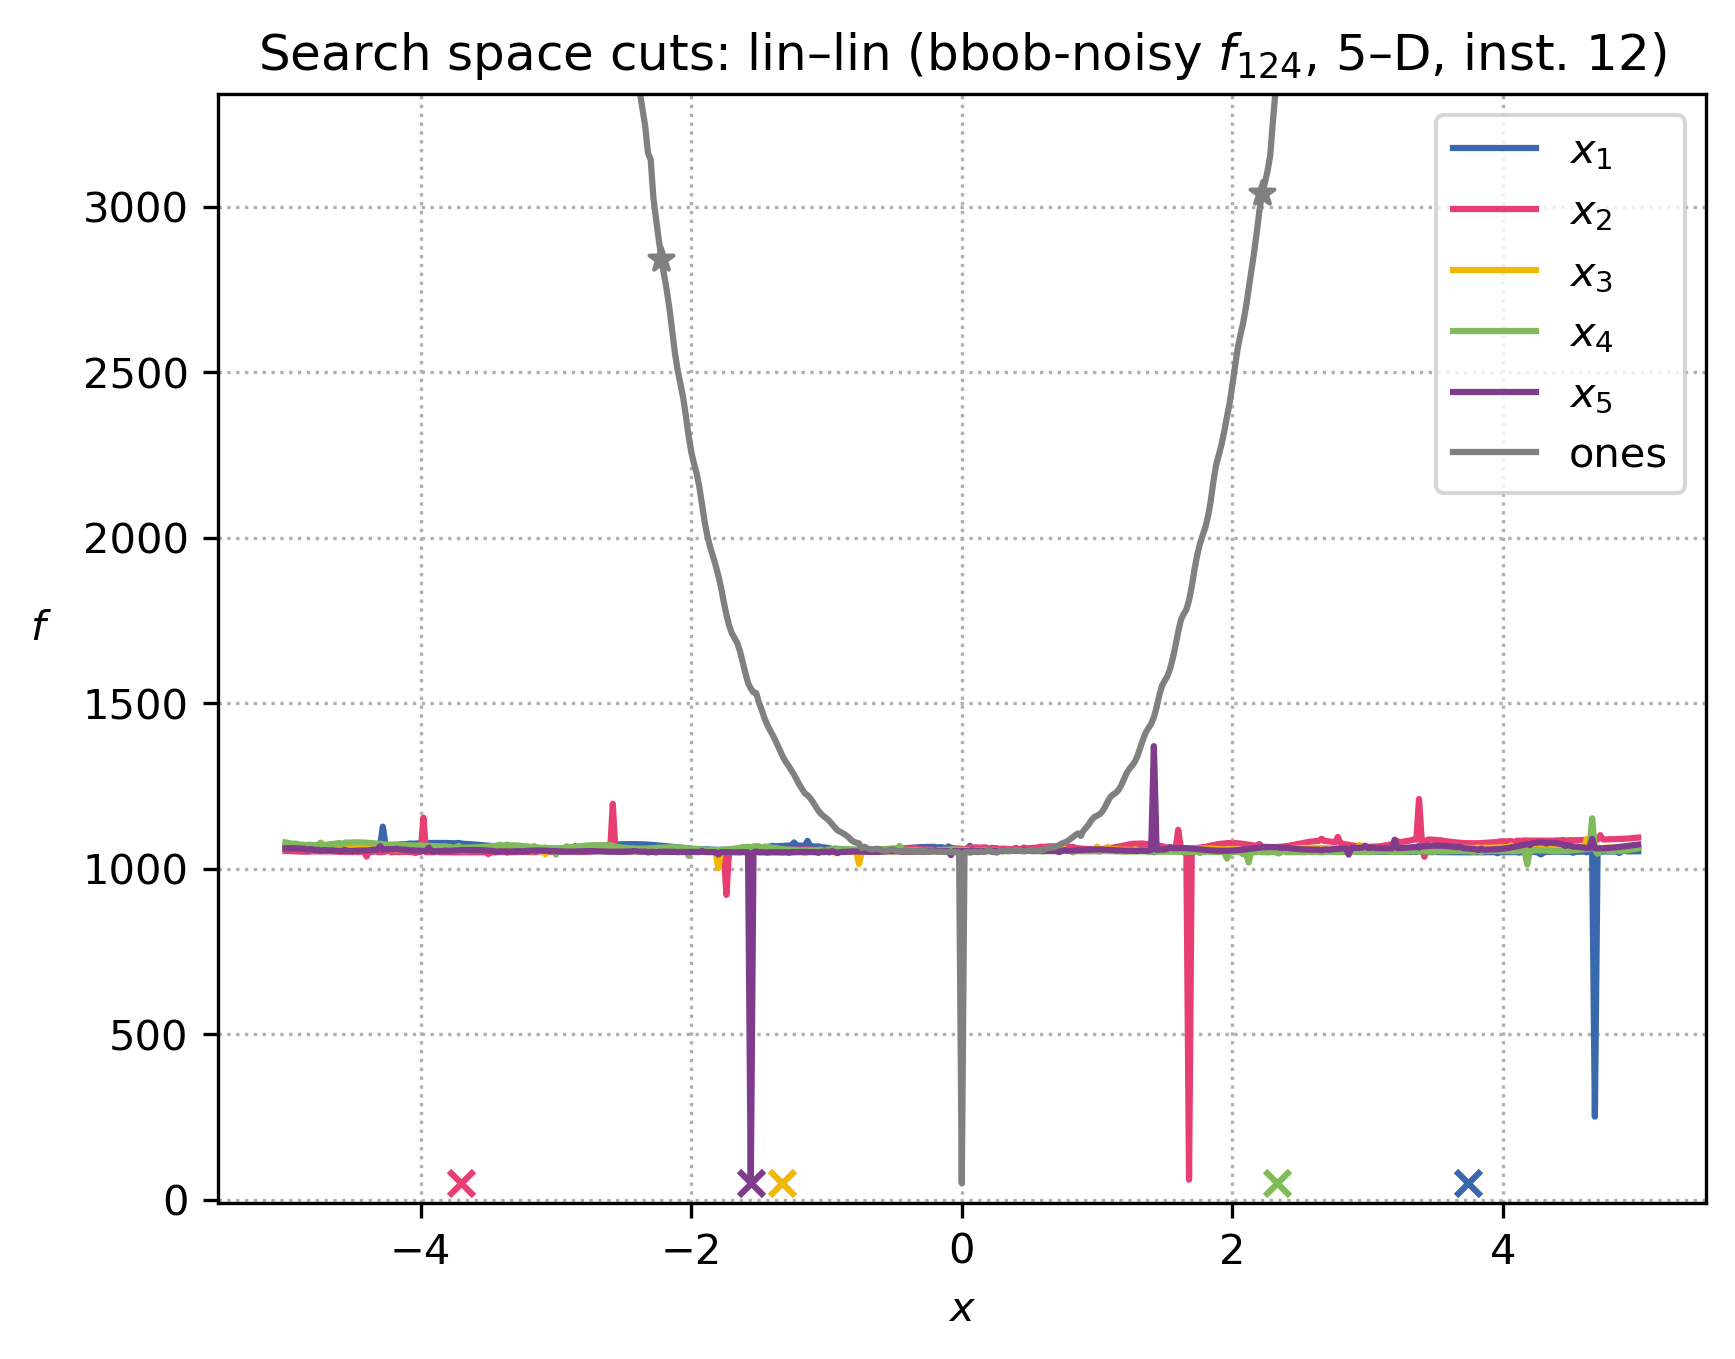 Search space cuts: lin–lin (bbob-noisy f₁₂₄, 5–D, inst. 12)
x₁
x₂
x₃
x₄
x₅
ones
f
3000
2500
2000
1500
1000
500
0
−4 −2 0 2 4
x